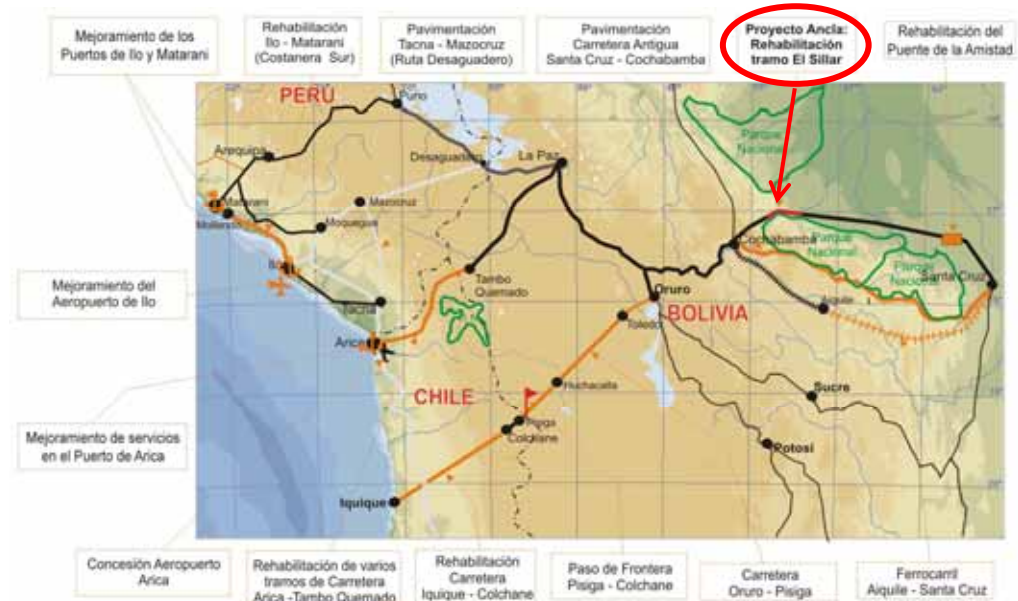 Mejoramiento de los
Puertos de Ilo y Matarani
Rehabilitación
Ilo - Matarani
(Costanera Sur)
Pavimentación
Tacna - Mazocruz
(Ruta Desaguadero)
Pavimentación
Carretera Antigua
Santa Cruz - Cochabamba
Proyecto Ancla:
Rehabilitación
tramo El Sillar
Rehabilitación del
Puente de la Amistad
PERÚ
Puno
Parque
Nacional
Arequipa
Desaguadero
La Paz
Matarani
Mollendo
Mazocruz
Moquegua
Cochabamba
Parque
Nacional
Parque
Nacional
Santa Cruz
Mejoramiento del
Aeropuerto de Ilo
Ilo
Tambo
Quemado
Oruro
Tacna
Aiquile
BOLIVIA
Toledo
Arica
CHILE
Huchacalla
Sucre
Mejoramiento de servicios
en el Puerto de Arica
Pisiga
Colchane
Potosi
Iquique
Concesión Aeropuerto
Arica
Rehabilitación de varios
tramos de Carretera
Arica -Tambo Quemado
Rehabilitación
Carretera
Iquique - Colchane
Paso de Frontera
Pisiga - Colchane
Carretera
Oruro - Pisiga
Ferrocarril
Aiquile - Santa Cruz